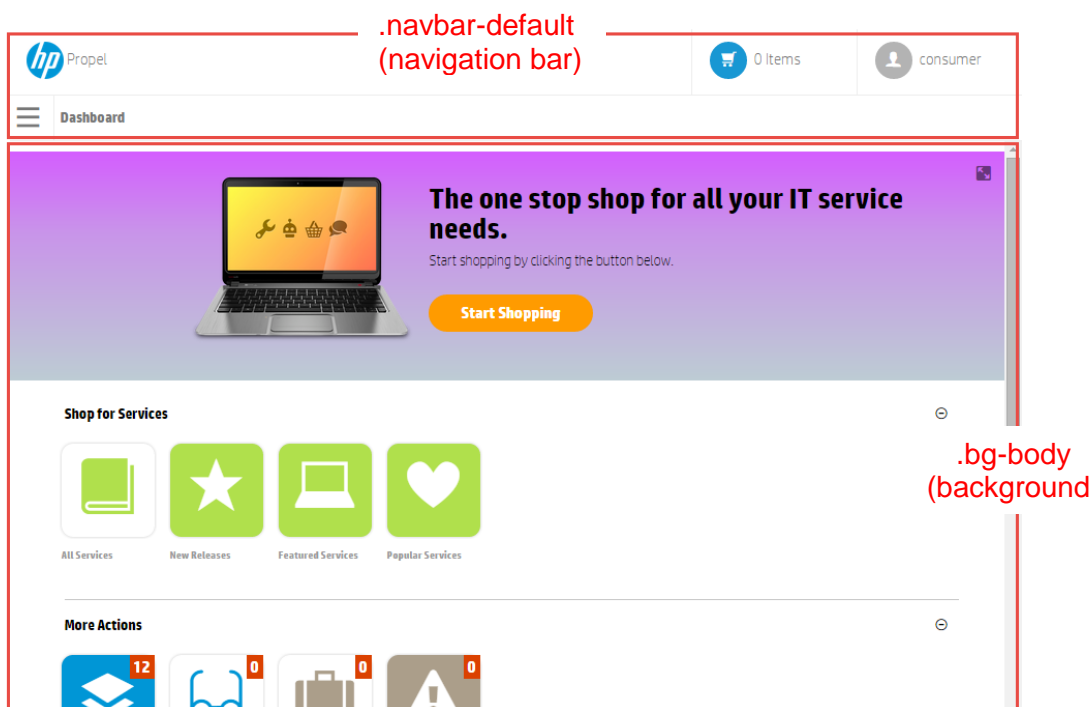 .navbar-default
(navigation bar)
hp Propel
0 Items
consumer
Dashboard
The one stop shop for all your IT service
needs.
Start shopping by clicking the button below.
Start Shopping
Shop for Services
.bg-body
(background
All Services
New Releases
Featured Services
Popular Services
More Actions
12
0
0
0